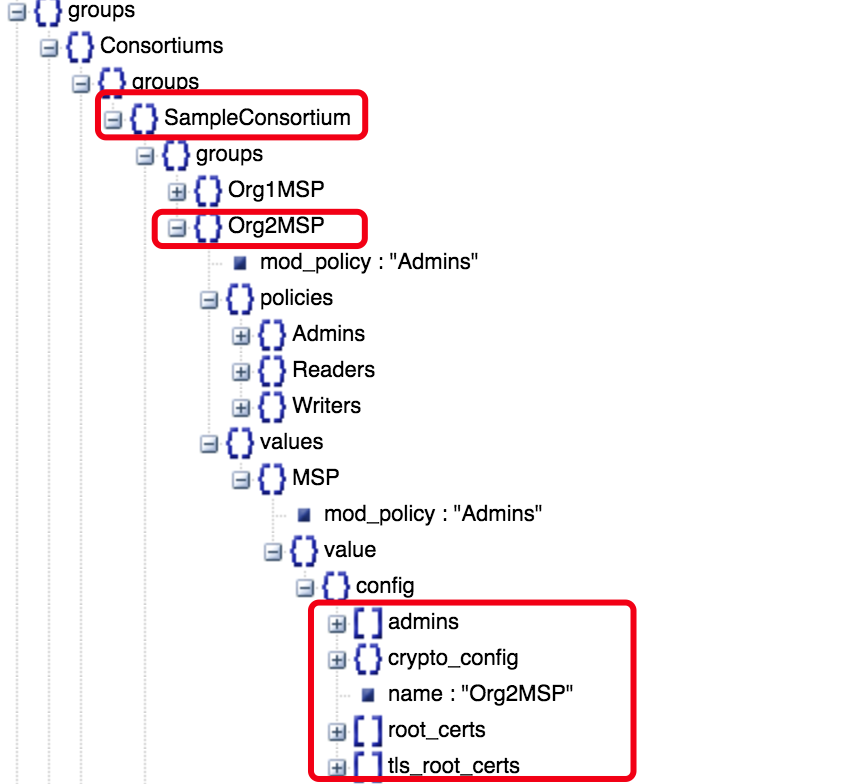 groups
Consortiums
groups
SampleConsortium
groups
Org1MSP
Org2MSP
mod_policy : "Admins"
policies
Admins
Readers
Writers
values
MSP
mod_policy : "Admins"
value
config
admins
crypto_config
name : "Org2MSP"
root_certs
tls_root_certs